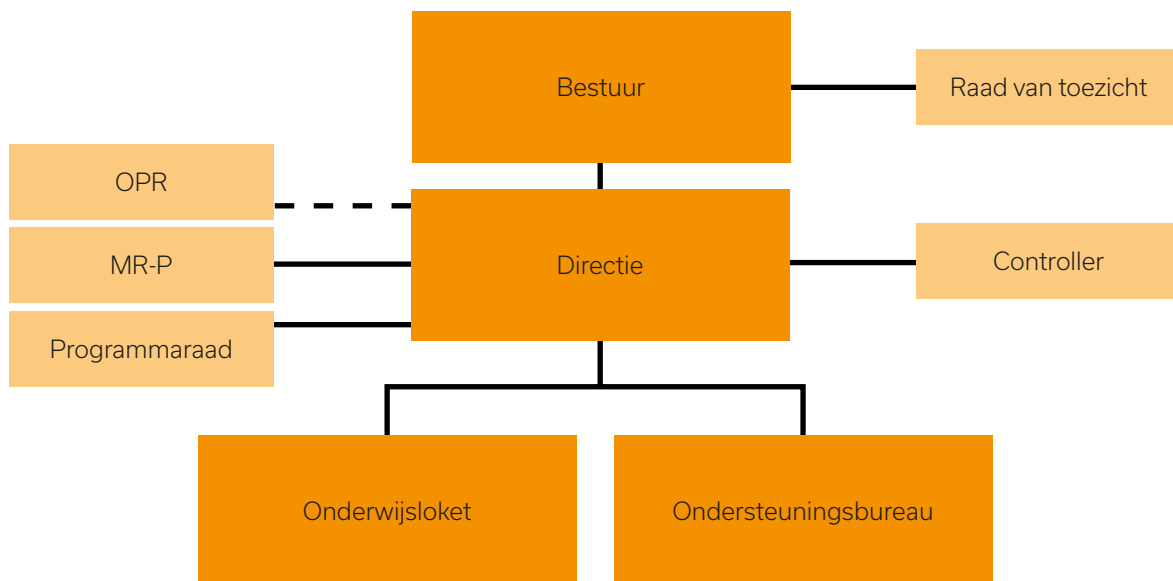 Bestuur
Raad van toezicht
OPR
MR-P
Programmaraad
Directie
Controller
Onderwijsloket
Ondersteuningsbureau